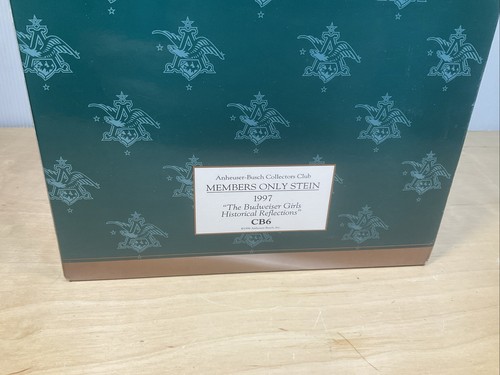 Anheuser-Busch Collectors Club
MEMBERS ONLY STEIN
1997
"The Budweiser Girls
Historical Reflections"
CB6